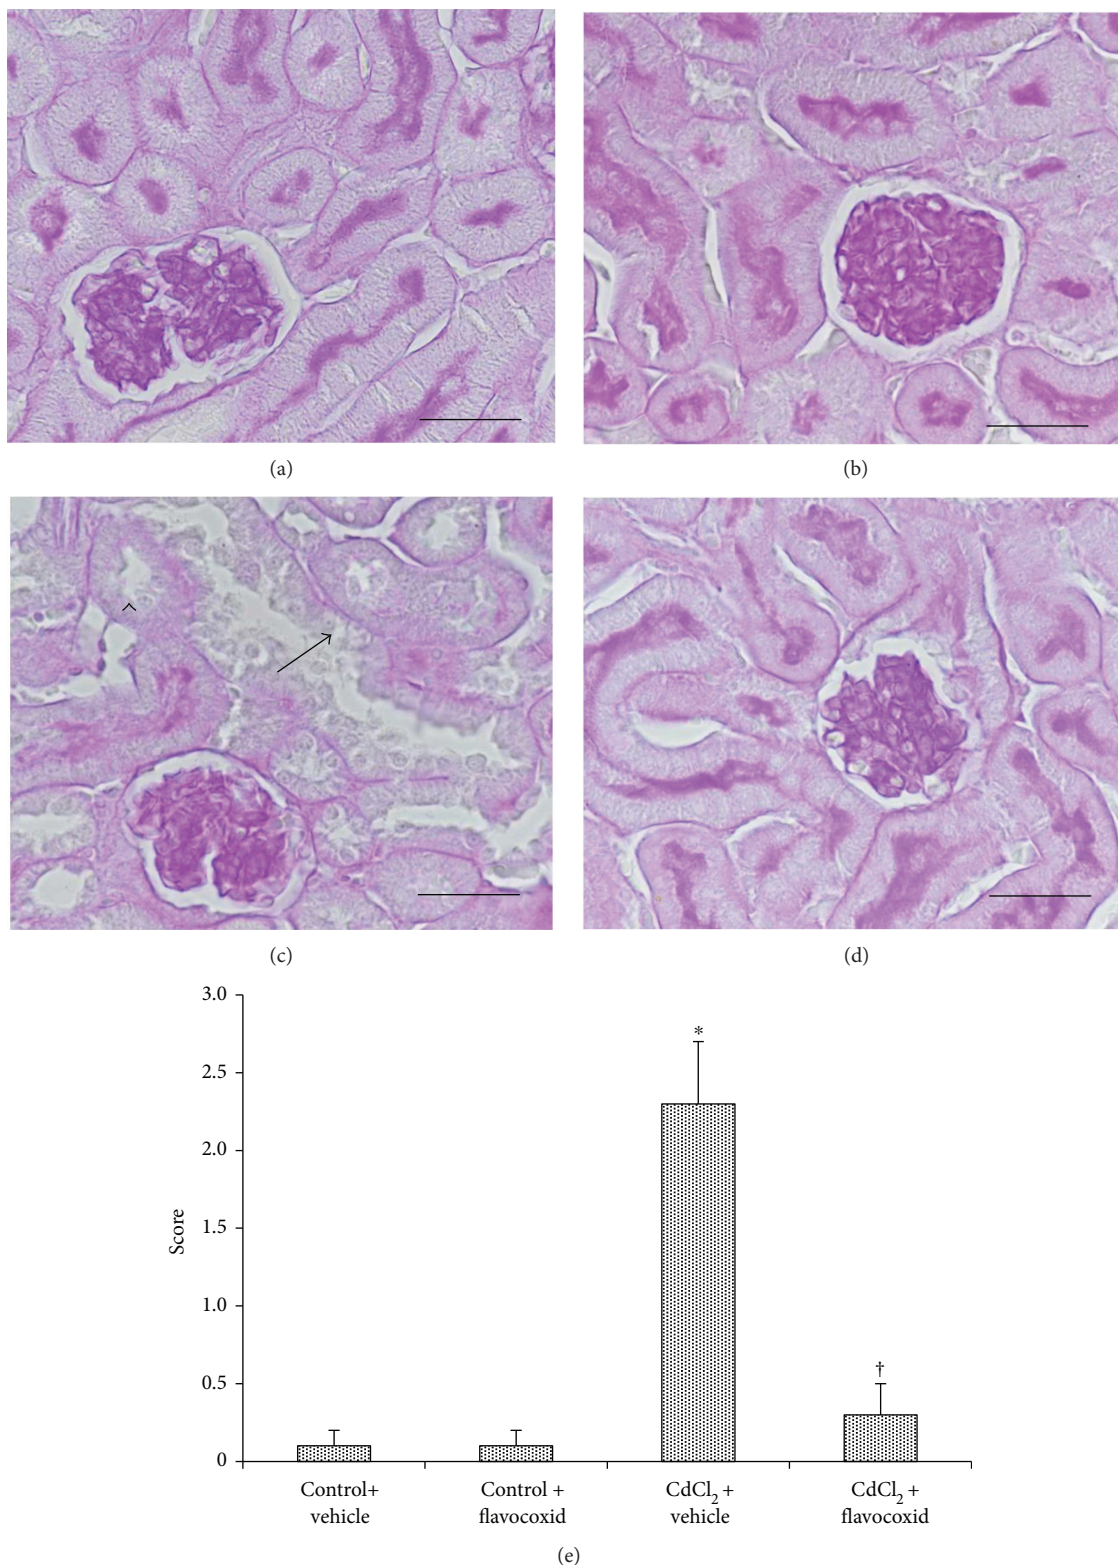 (a)
(b)
(c)
(d)
3.0
2.5
2.0
1.5
1.0
0.5
0
Score
*
†
Control+
vehicle
Control +
flavocoxid
CdCl₂ +
vehicle
CdCl₂ +
flavocoxid
(e)